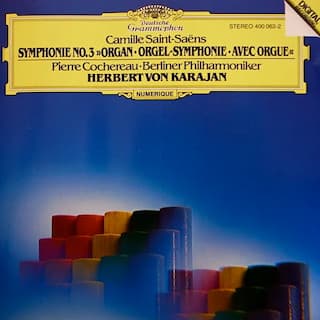 Deutsche
Grammophon
STEREO 400 063-2
DIGITAL
Camille Saint-Saëns
SYMPHONIE NO. 3 »ORGAN · ORGEL-SYMPHONIE · AVEC ORGUE«
Pierre Cochereau · Berliner Philharmoniker
HERBERT VON KARAJAN
NUMERIQUE